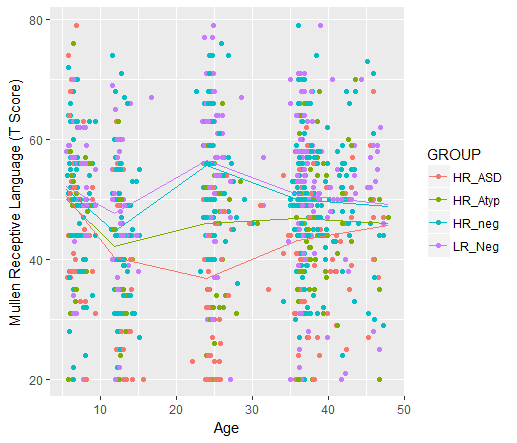 80
60
40
20
Mullen Receptive Language (T Score)
10
20
30
40
50
Age
GROUP
HR_ASD
HR_Atyp
HR_neg
LR_Neg